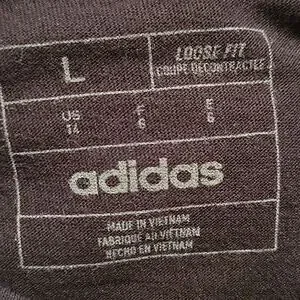 L
LOOSE FIT
COUPE DÉCONTRACTÉE
US F E
14 G G
adidas
MADE IN VIETNAM
FABRIQUÉ AU VIETNAM
HECHO EN VIETNAM